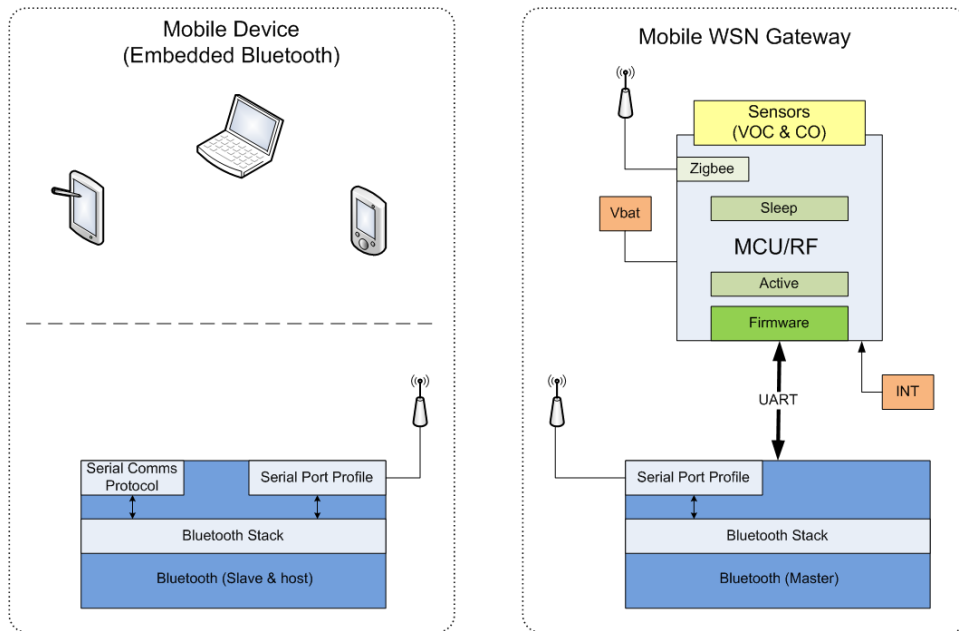 Mobile Device
(Embedded Bluetooth)
Serial Comms
Protocol
Serial Port Profile
Bluetooth Stack
Bluetooth (Slave & host)
Mobile WSN Gateway
Sensors
(VOC & CO)
Zigbee
Sleep
Vbat
MCU/RF
Active
Firmware
INT
UART
Serial Port Profile
Bluetooth Stack
Bluetooth (Master)